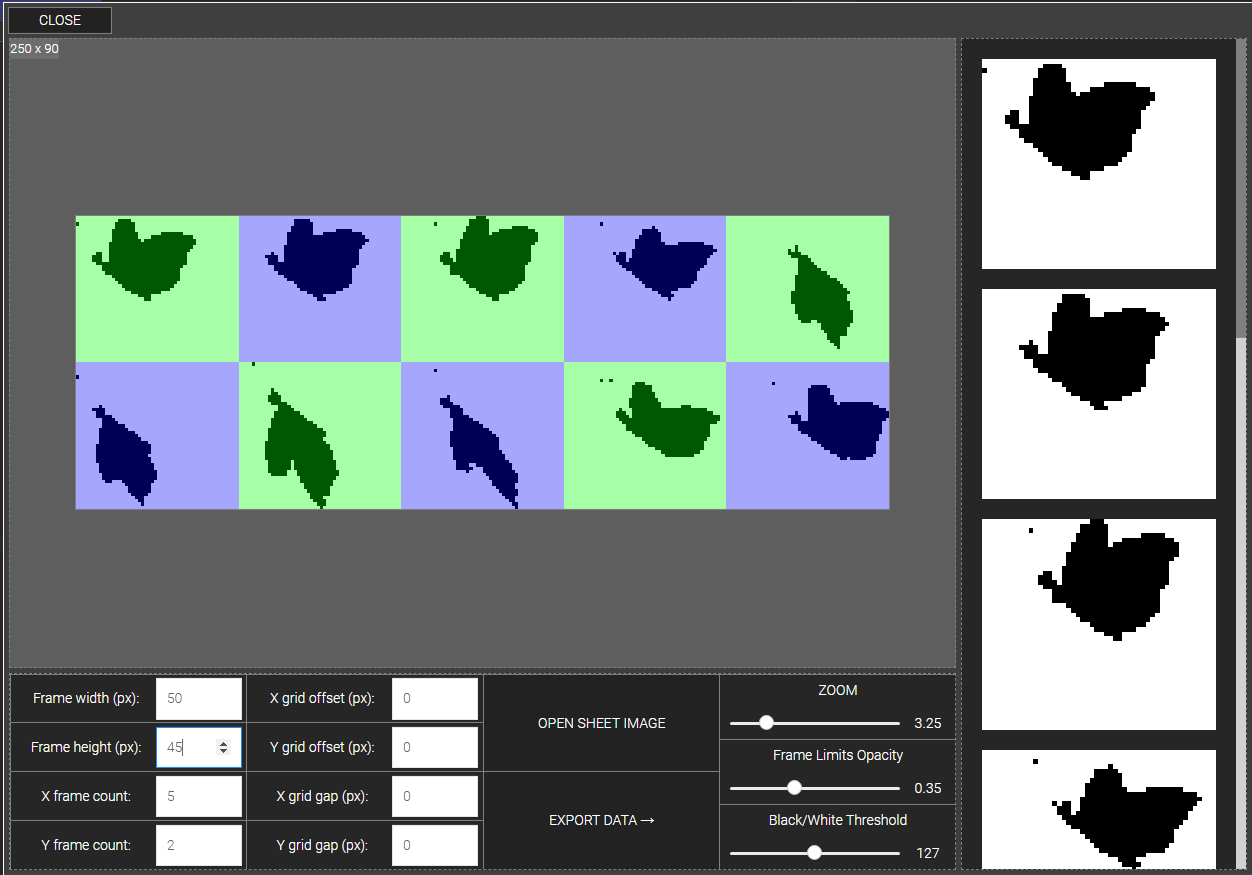 CLOSE
250 x 90
Frame width (px): 50
X grid offset (px): 0
Frame height (px): 45
Y grid offset (px): 0
X frame count: 5
X grid gap (px): 0
Y frame count: 2
Y grid gap (px): 0
OPEN SHEET IMAGE
EXPORT DATA →
ZOOM
3.25
Frame Limits Opacity
0.35
Black/White Threshold
127